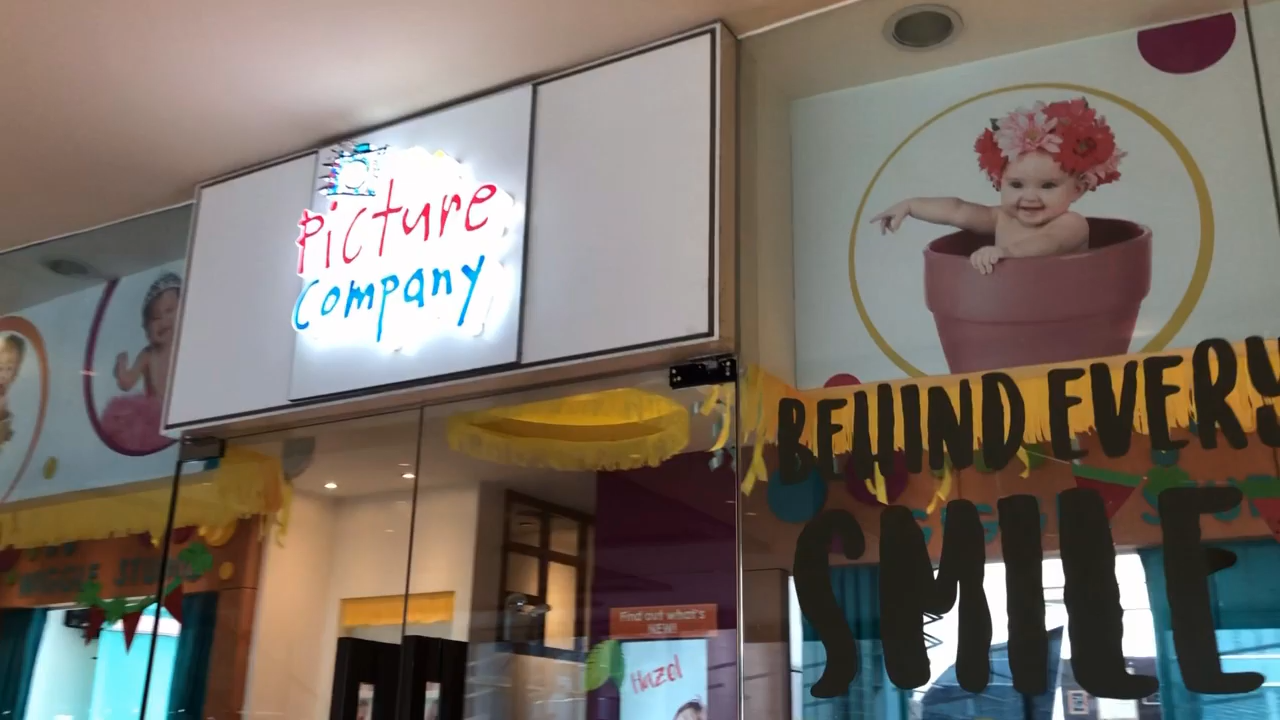 Picture
Company
BEHIND EVERY
SMILE
Find out what's
NEW!
Hazel